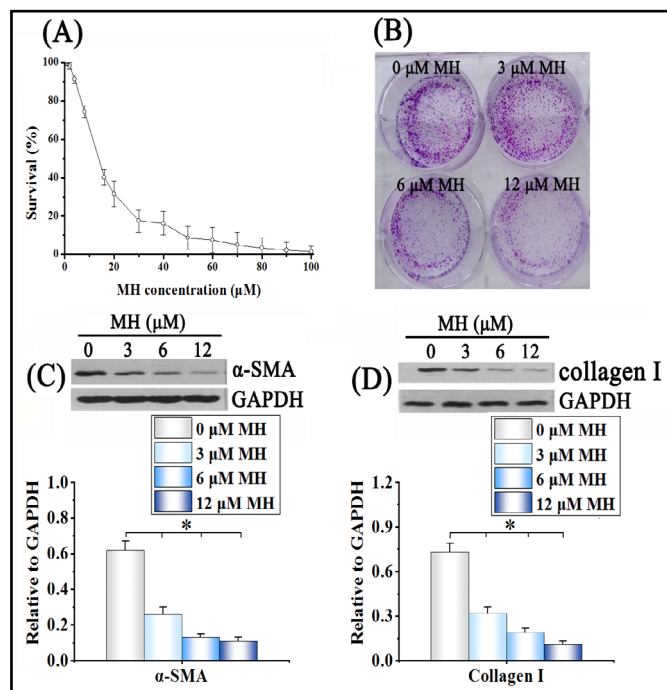 (A)
100
80
60
40
20
0
Survival (%)
0 20 40 60 80 100
MH concentration (µM)
(B)
0 µM MH
3 µM MH
6 µM MH
12 µM MH
(C)
MH (µM)
0 3 6 12
α-SMA
GAPDH
0 µM MH
3 µM MH
6 µM MH
12 µM MH
Relative to GAPDH
1.0
0.8
0.6
0.4
0.2
0.0
*
α-SMA
(D)
MH (µM)
0 3 6 12
collagen I
GAPDH
0 µM MH
3 µM MH
6 µM MH
12 µM MH
Relative to GAPDH
1.2
0.9
0.6
0.3
0.0
*
Collagen I